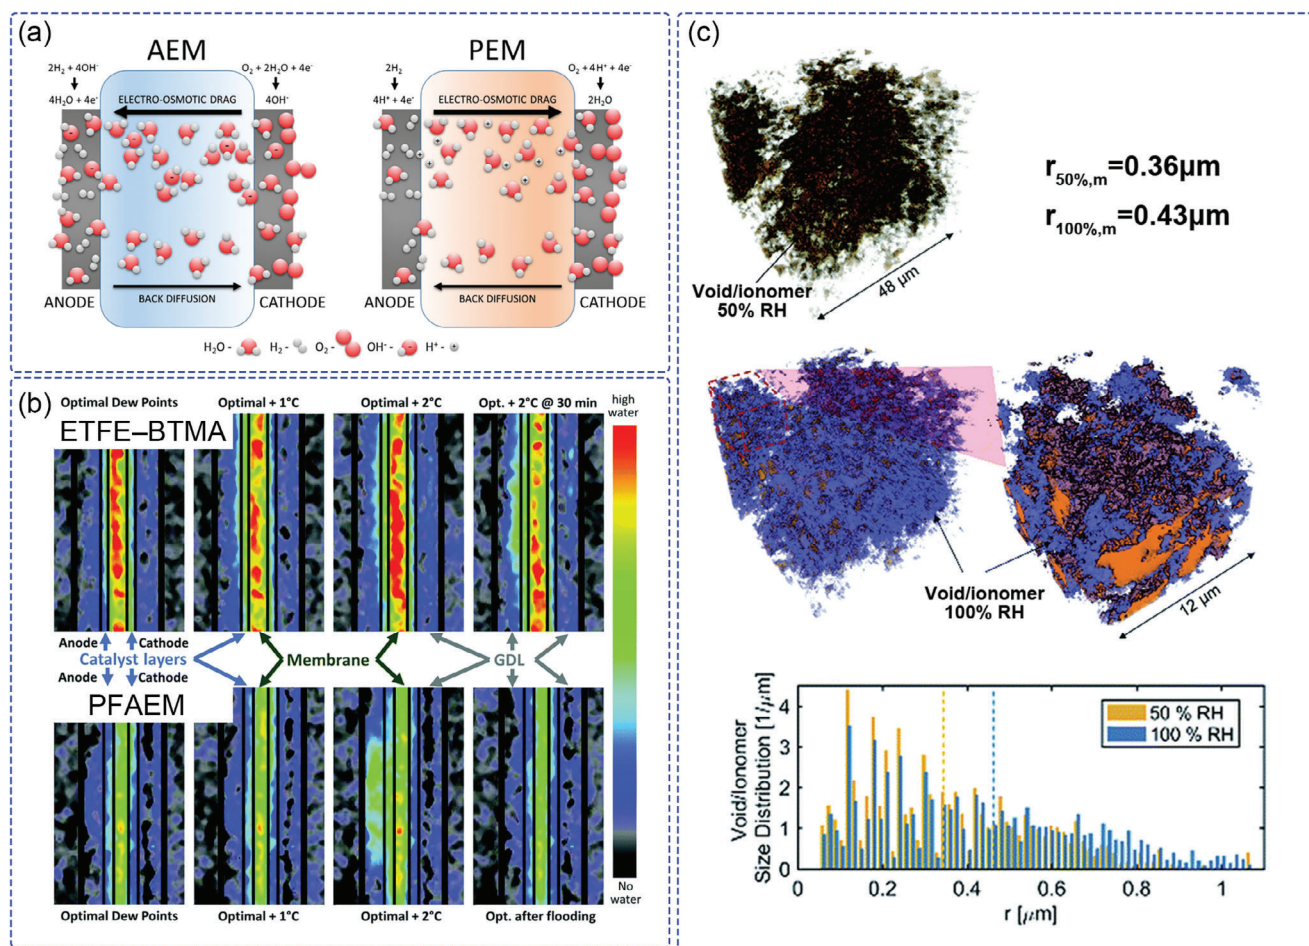 (a)
AEM
PEM
2H₂ + 4OH⁻
O₂ + 2H₂O + 4e⁻
2H₂
O₂ + 4H⁺ + 4e⁻
4H₂O + 4e⁻
ELECTRO-OSMOTIC DRAG
4OH⁻
4H⁺ + 4e⁻
ELECTRO-OSMOTIC DRAG
2H₂O
ANODE
BACK DIFFUSION
CATHODE
ANODE
BACK DIFFUSION
CATHODE
H₂O - H₂ - O₂ - OH⁻ - H⁺ -
(b)
Optimal Dew Points
Optimal + 1°C
Optimal + 2°C
Opt. + 2°C @ 30 min
high
water
ETFE–BTMA
Anode
Cathode
Catalyst layers
Membrane
GDL
Anode
Cathode
PFAEM
Optimal Dew Points
Optimal + 1°C
Optimal + 2°C
Opt. after flooding
No
water
(c)
r50%,m=0.36µm
r100%,m=0.43µm
Void/ionomer
50% RH
48 µm
Void/ionomer
100% RH
12 µm
Void/Ionomer
Size Distribution [1/µm]
4
3
2
1
0
50 % RH
100 % RH
0
0.2
0.4
0.6
0.8
1
r [µm]